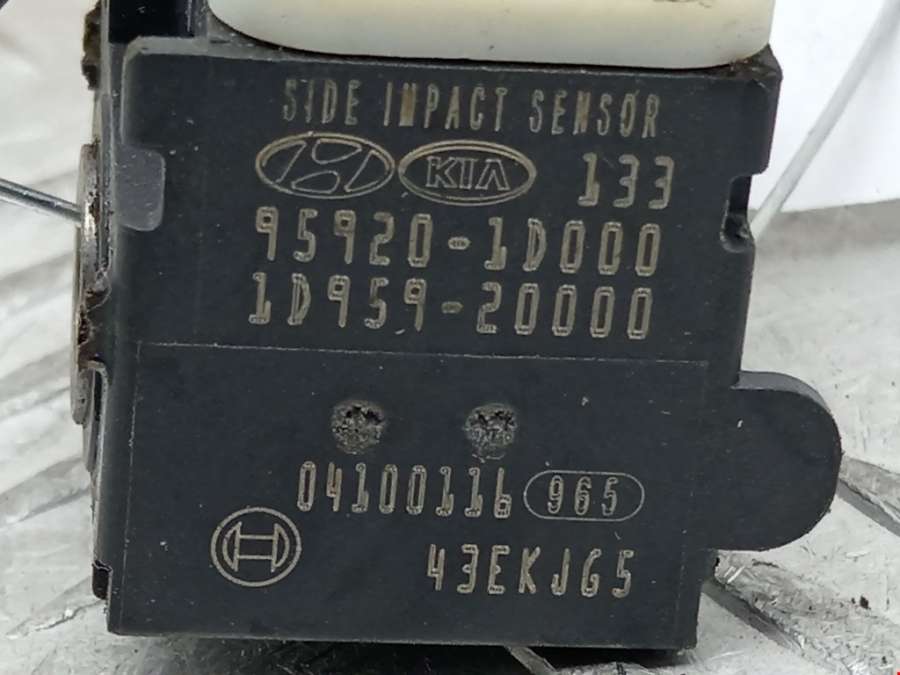 SIDE IMPACT SENSOR
KIA 133
95920-1D000
1D959-20000
04100116 965
43EKJG5